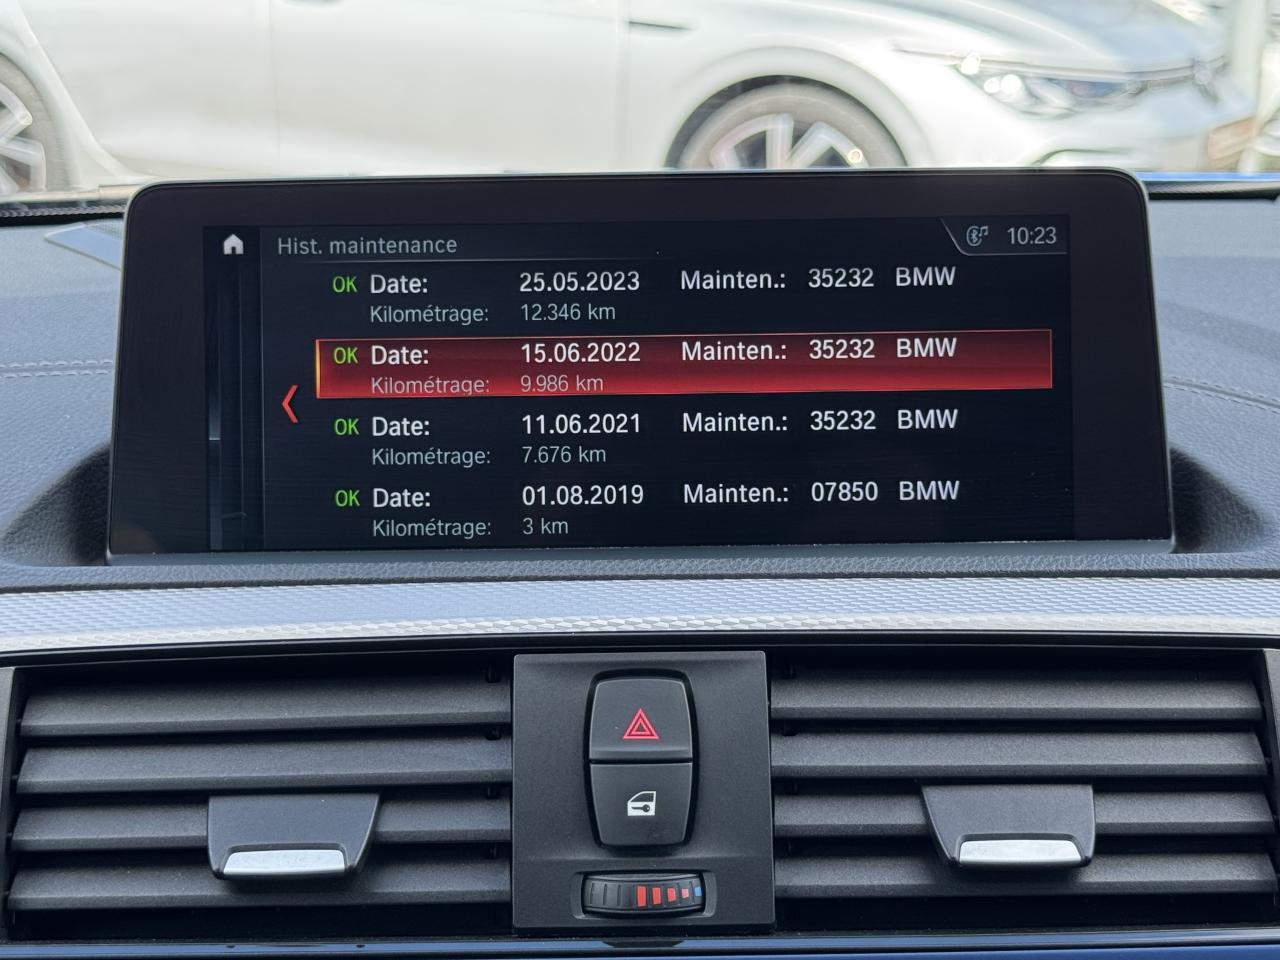 Hist. maintenance 10:23
OK Date: 25.05.2023 Mainten.: 35232 BMW
Kilométrage: 12.346 km
OK Date: 15.06.2022 Mainten.: 35232 BMW
Kilométrage: 9.986 km
OK Date: 11.06.2021 Mainten.: 35232 BMW
Kilométrage: 7.676 km
OK Date: 01.08.2019 Mainten.: 07850 BMW
Kilométrage: 3 km